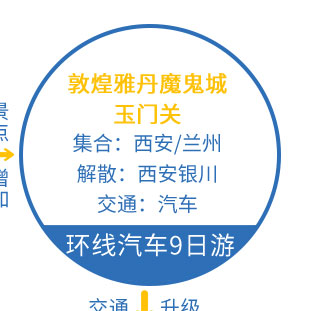 敦煌雅丹魔鬼城
玉门关
集合：西安/兰州
解散：西安银川
交通：汽车
环线汽车9日游
景点
增加
交通 升级